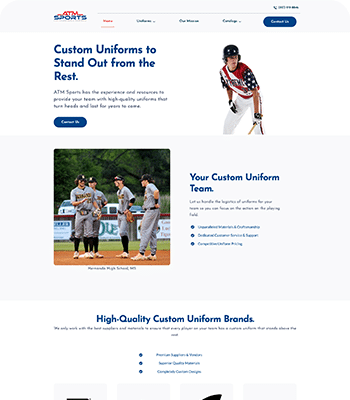 ATM
SPORTS
Home
Uniforms
Our Mission
Catalogs
Contact Us
Custom Uniforms to
Stand Out from the
Rest.
ATM Sports has the experience and resources to
provide your team with high-quality uniforms that
turn heads and last for years to come.
Contact Us
Your Custom Uniform
Team.
Let us handle the logistics of uniforms for your
team so you can focus on the action on the playing
field.
Unparalleled Materials & Craftsmanship
Dedicated Customer Service & Support
Competitive Uniform Pricing
Hernando High School, MS
High-Quality Custom Uniform Brands.
We only work with the best suppliers and materials to ensure that every player on your team has a custom uniform that stands above the
rest.
Premium Suppliers & Vendors
Superior Quality Materials
Completely Custom Designs